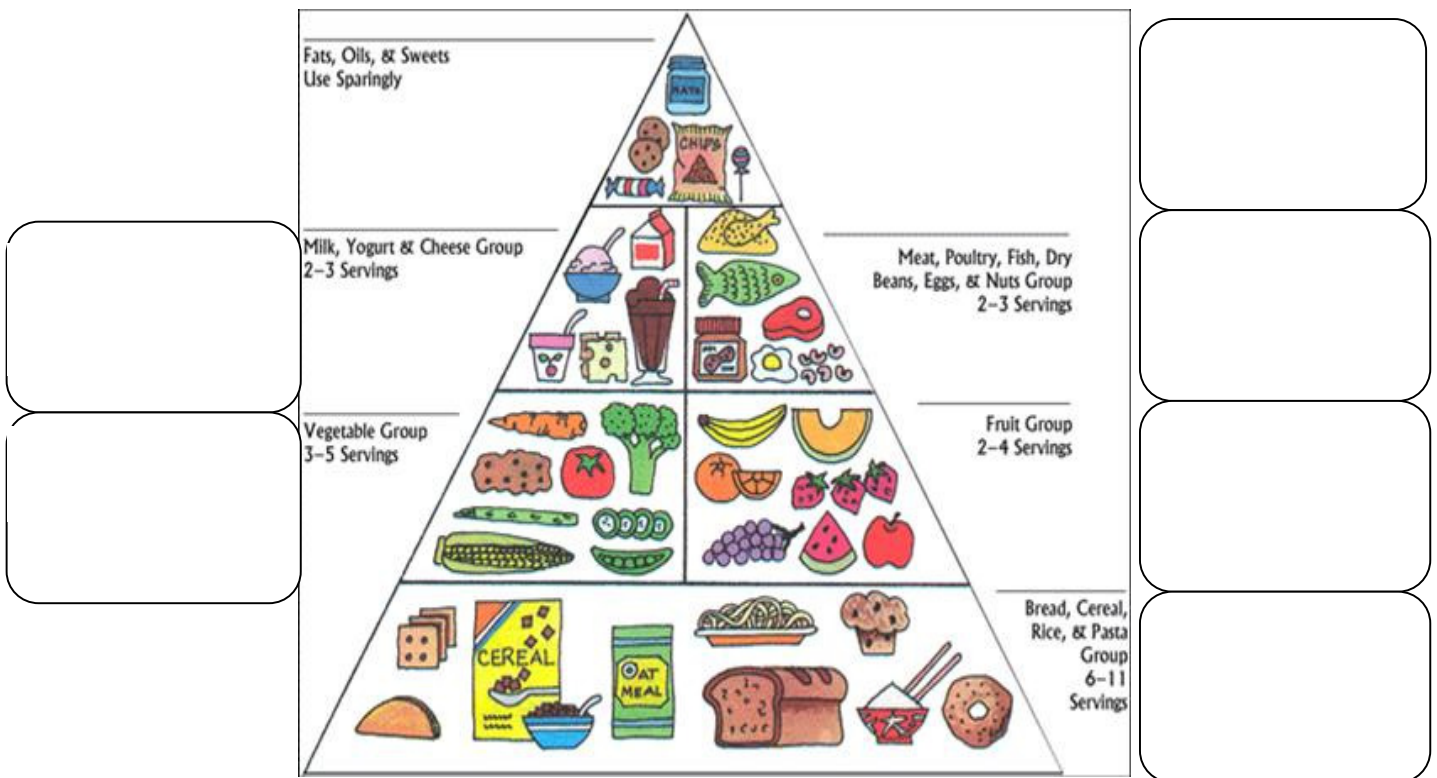 Fats, Oils, & Sweets
Use Sparingly
MAYO
CHIPS
Milk, Yogurt & Cheese Group
2–3 Servings
Meat, Poultry, Fish, Dry
Beans, Eggs, & Nuts Group
2–3 Servings
Vegetable Group
3–5 Servings
Fruit Group
2–4 Servings
Bread, Cereal,
Rice, & Pasta
Group
6–11
Servings
CEREAL
OAT
MEAL